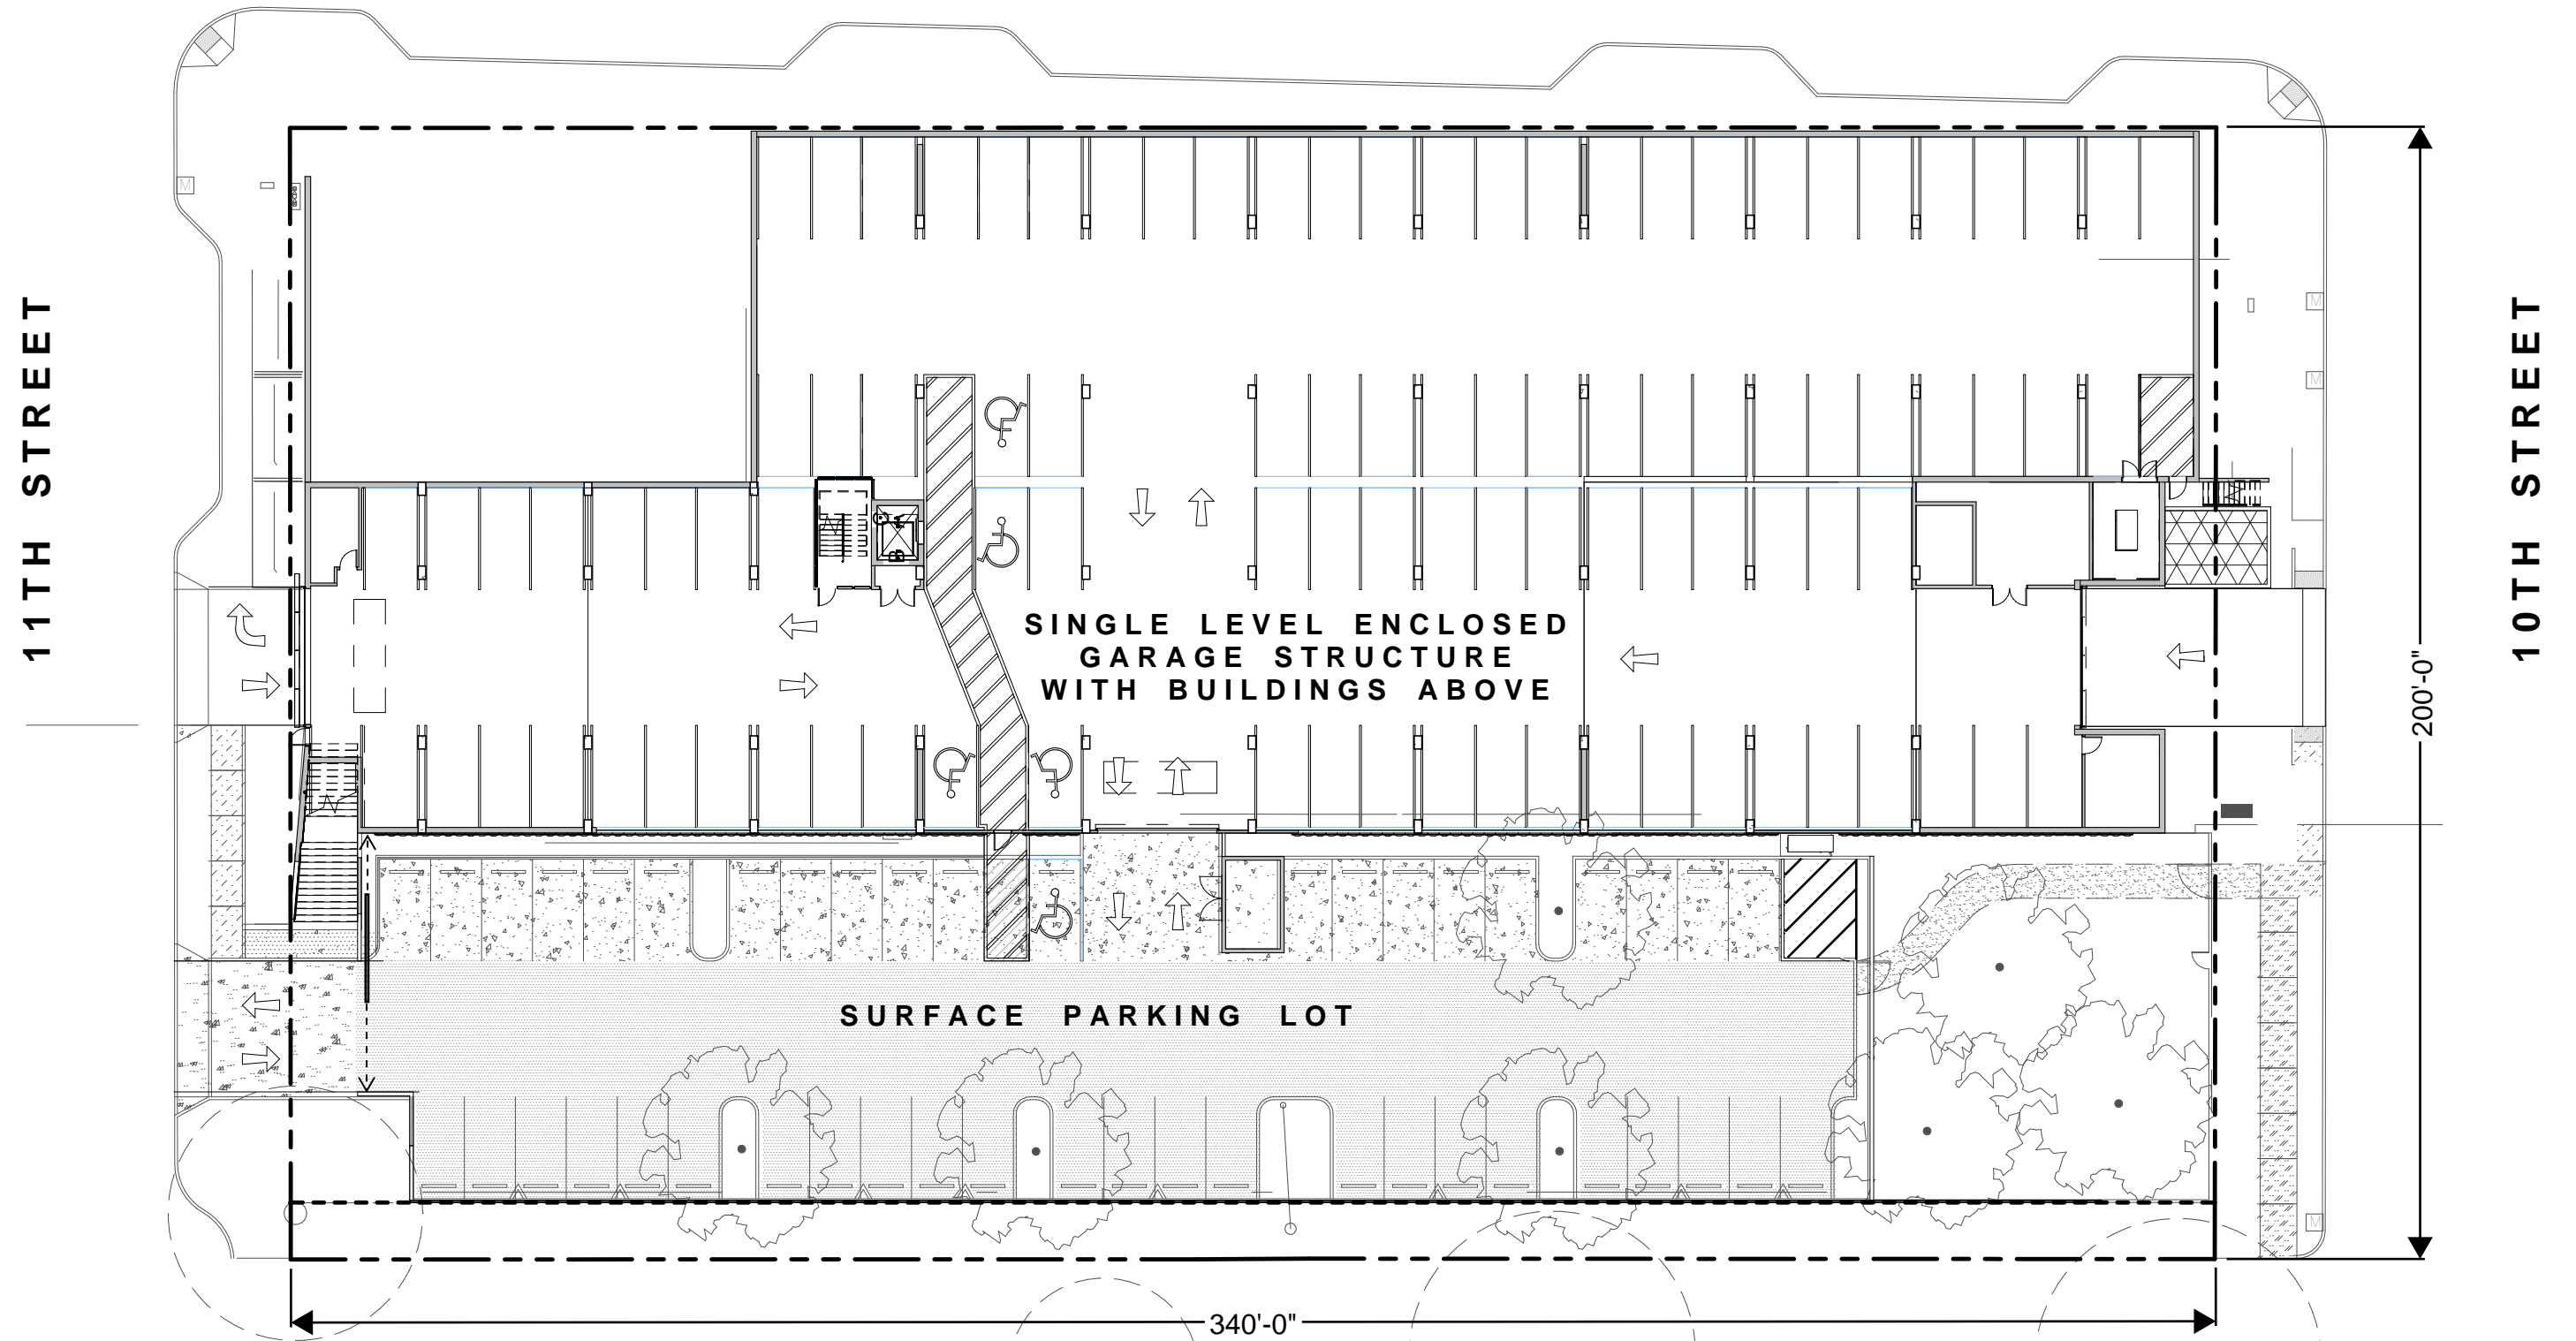 11TH STREET
10TH STREET
M
M
M
SINGLE LEVEL ENCLOSED
GARAGE STRUCTURE
WITH BUILDINGS ABOVE
200'-0"
SURFACE PARKING LOT
M
340'-0"